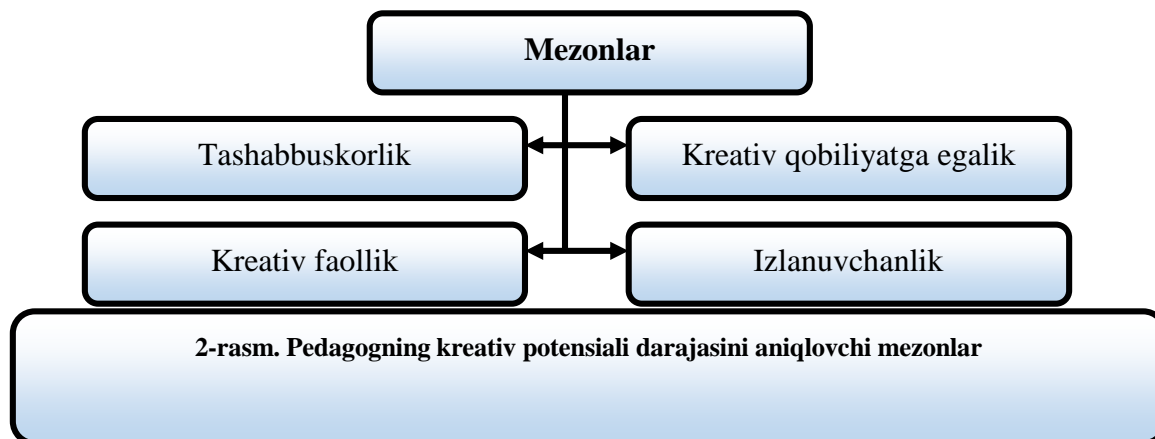 Mezonlar
Tashabbuskorlik
Kreativ qobiliyatga egalik
Kreativ faollik
Izlanuvchanlik
2-rasm. Pedagogning kreativ potensiali darajasini aniqlovchi mezonlar